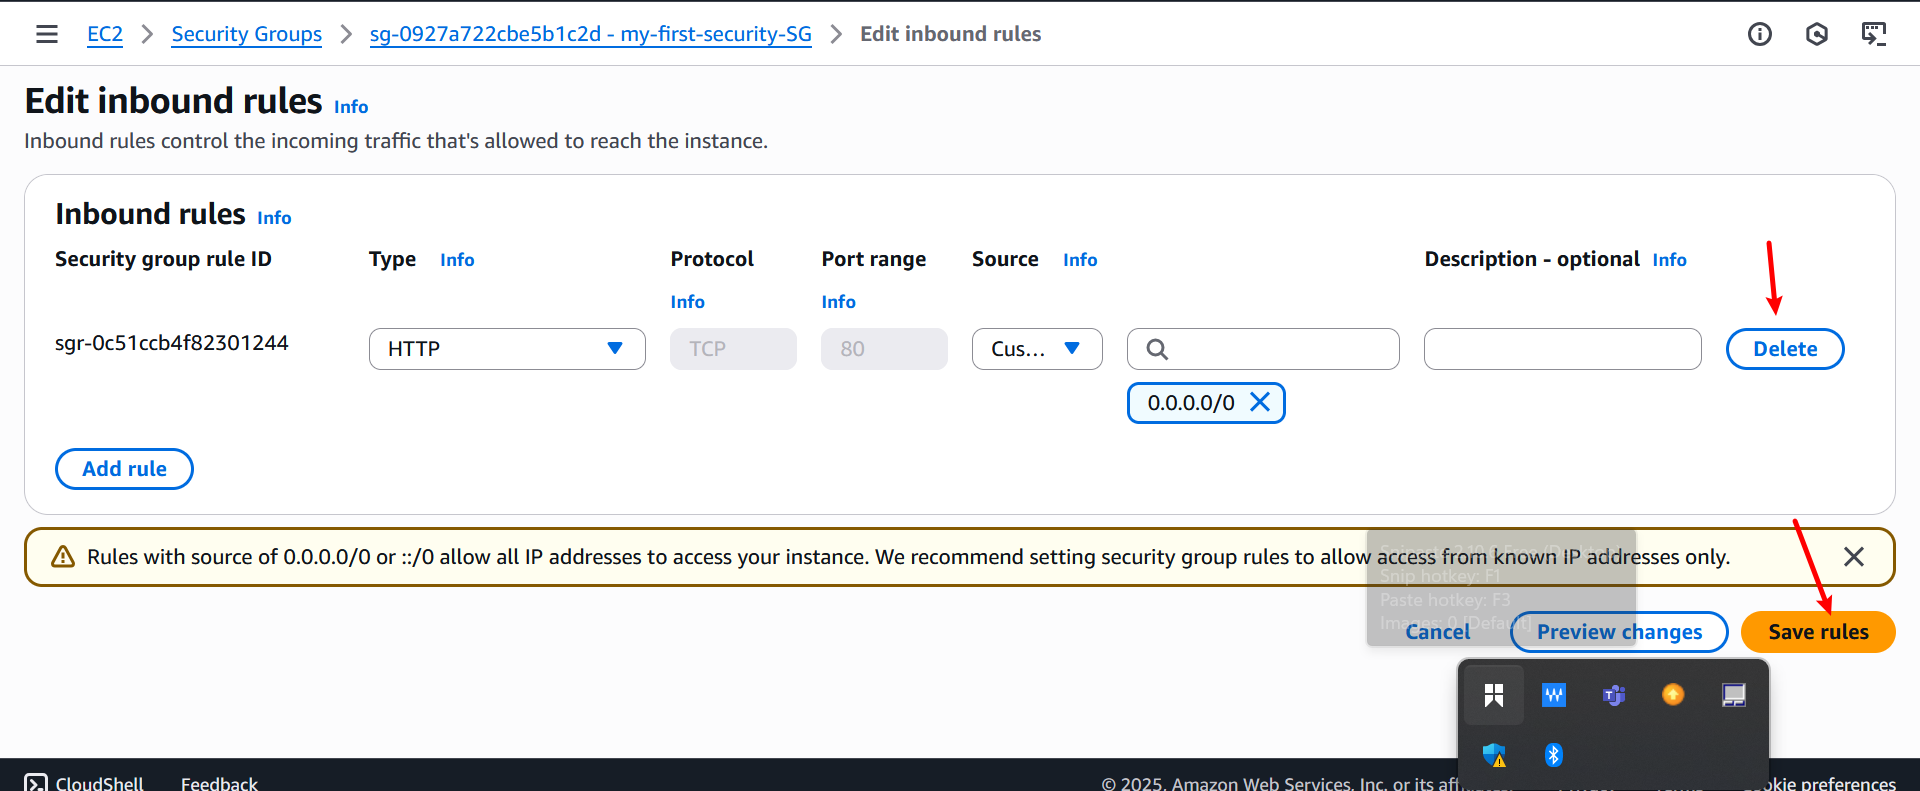 EC2 > Security Groups > sg-0927a722cbe5b1c2d - my-first-security-SG > Edit inbound rules
Edit inbound rules Info
Inbound rules control the incoming traffic that's allowed to reach the instance.
Inbound rules Info
Security group rule ID Type Info Protocol Port range Source Info Description - optional Info
Info Info
sgr-0c51ccb4f82301244 HTTP TCP 80 Cus... Delete
0.0.0.0/0
Add rule
Rules with source of 0.0.0.0/0 or ::/0 allow all IP addresses to access your instance. We recommend setting security group rules to allow access from known IP addresses only.
Snip hotkey: F1
Paste hotkey: F3
Images: 0 [Default]
Cancel Preview changes Save rules
CloudShell Feedback © 2025, Amazon Web Services, Inc. or its preferences